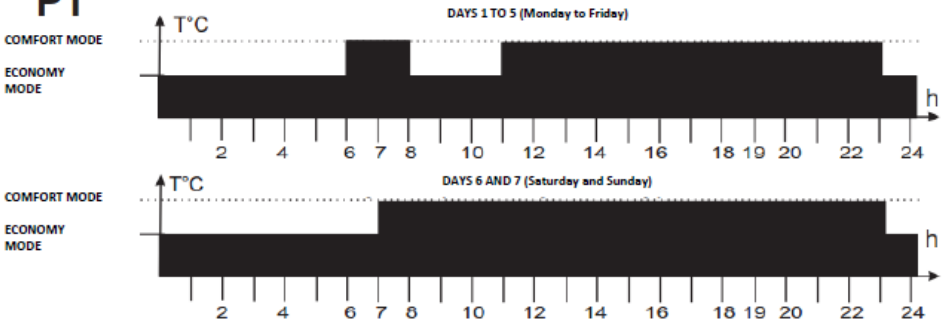 P1
T°C
DAYS 1 TO 5 (Monday to Friday)
COMFORT MODE
ECONOMY
MODE
h
2 4 6 7 8 10 12 14 16 18 19 20 22 24
T°C
DAYS 6 AND 7 (Saturday and Sunday)
COMFORT MODE
ECONOMY
MODE
h
2 4 6 7 8 10 12 14 16 18 19 20 22 24